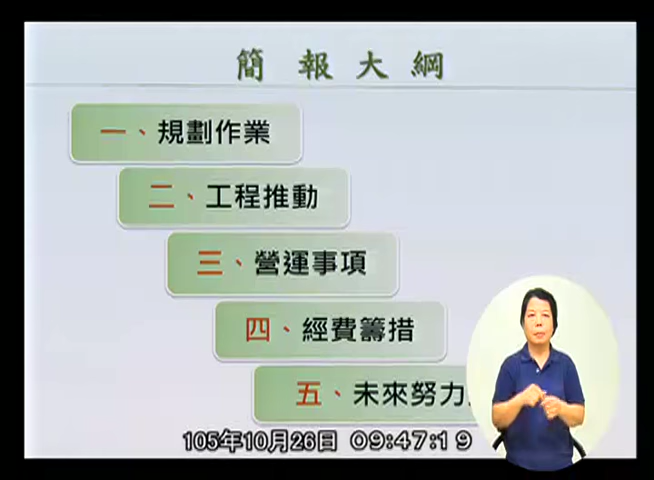 簡報大綱
一、規劃作業
二、工程推動
三、營運事項
四、經費籌措
五、未來努力
105年10月26日 09:47:19